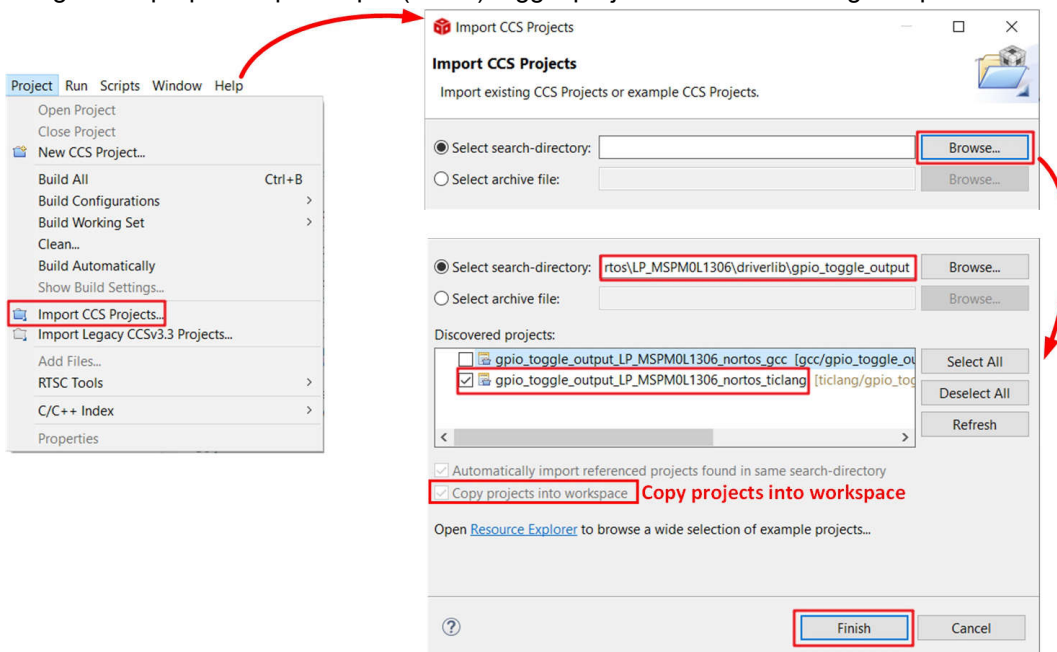 Project Run Scripts Window Help
Open Project
Close Project
New CCS Project...
Build All Ctrl+B
Build Configurations >
Build Working Set >
Clean...
Build Automatically
Show Build Settings...
Import CCS Projects...
Import Legacy CCSv3.3 Projects...
Add Files...
RTSC Tools >
C/C++ Index >
Properties
Import CCS Projects
Import CCS Projects
Import existing CCS Projects or example CCS Projects.
Select search-directory: Browse...
Select archive file: Browse...
Select search-directory: rtos\LP_MSPM0L1306\driverlib\gpio_toggle_output Browse...
Select archive file: Browse...
Discovered projects:
gpio_toggle_output_LP_MSPM0L1306_nortos_gcc [gcc/gpio_toggle_ou
Select All
gpio_toggle_output_LP_MSPM0L1306_nortos_ticlang [ticlang/gpio_tog
Deselect All
Refresh
Automatically import referenced projects found in same search-directory
Copy projects into workspace Copy projects into workspace
Open Resource Explorer to browse a wide selection of example projects...
Finish Cancel